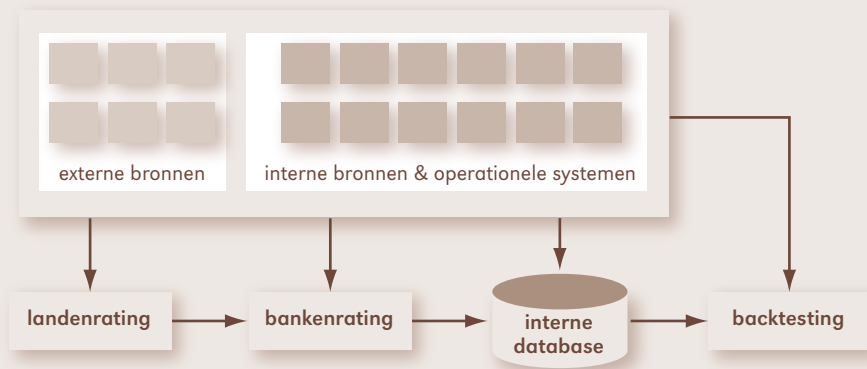 externe bronnen
interne bronnen & operationele systemen
landenrating
bankenrating
interne
database
backtesting